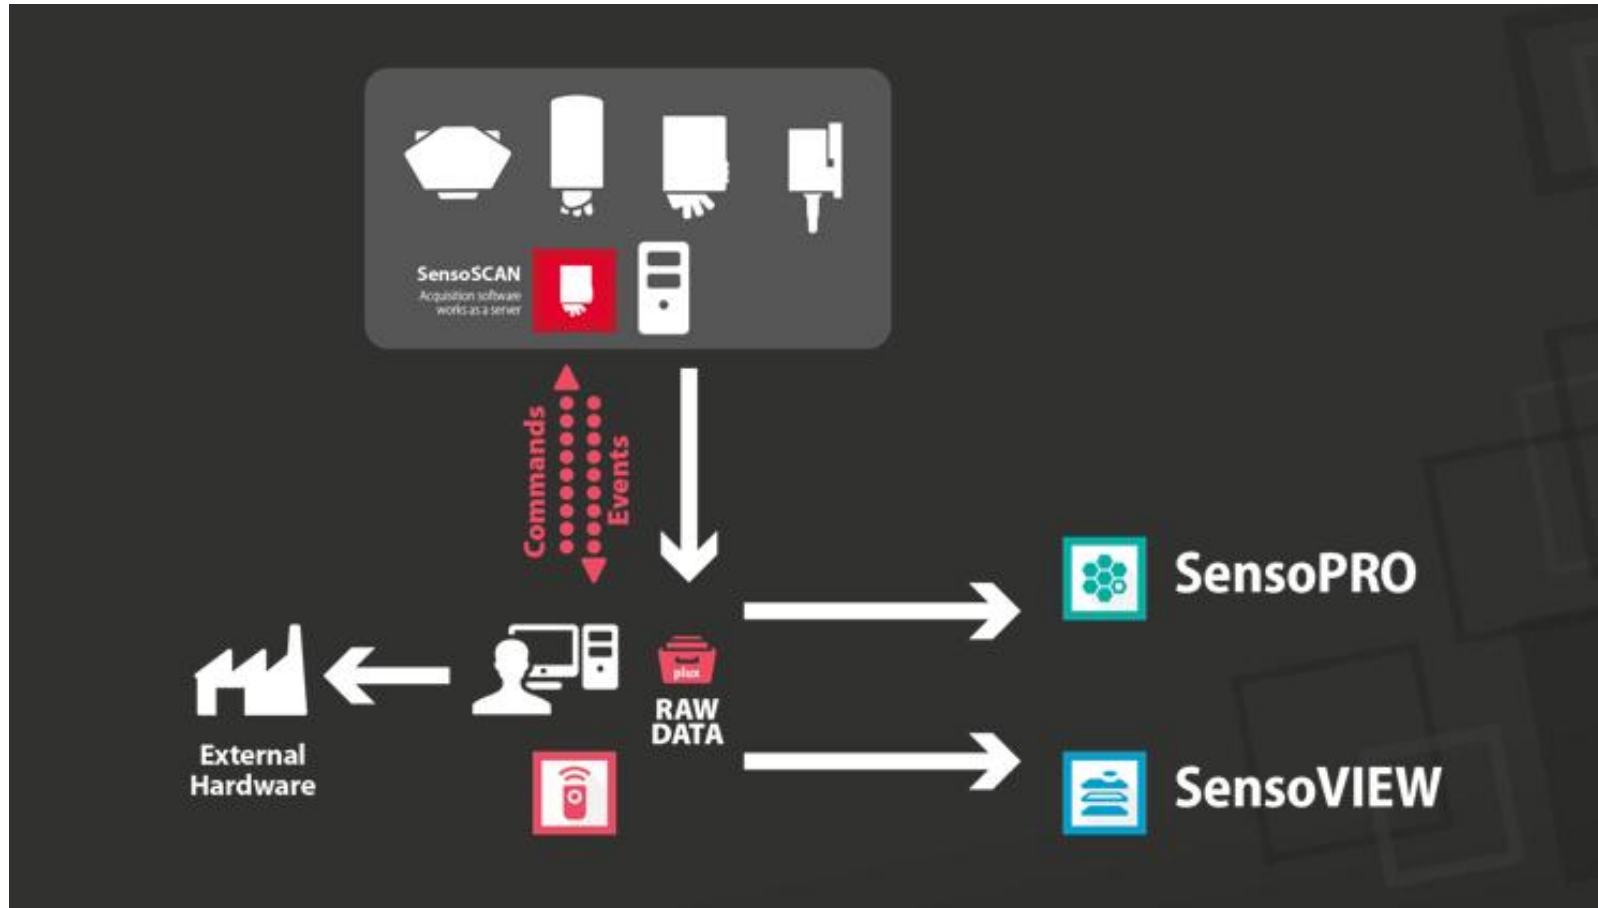 SensoSCAN
Acquisition software
works as a server
Commands
Events
SensoPRO
plux
RAW
DATA
External
Hardware
SensoVIEW